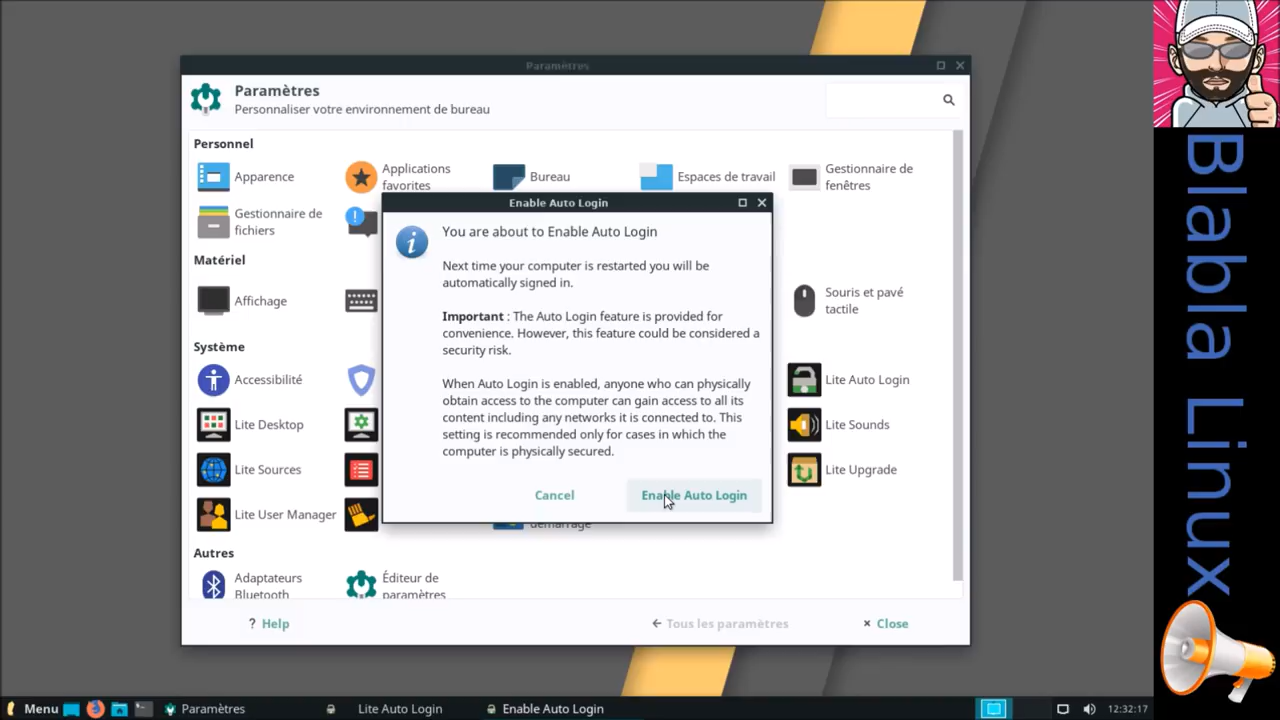 Paramètres
Paramètres
Personnaliser votre environnement de bureau
Personnel
Apparence
Applications
favorites
Bureau
Espaces de travail
Gestionnaire de
fenêtres
Gestionnaire de
fichiers
Enable Auto Login
You are about to Enable Auto Login
Next time your computer is restarted you will be
automatically signed in.
Important : The Auto Login feature is provided for
convenience. However, this feature could be considered a
security risk.
When Auto Login is enabled, anyone who can physically
obtain access to the computer can gain access to all its
content including any networks it is connected to. This
setting is recommended only for cases in which the
computer is physically secured.
Cancel
Enable Auto Login
Matériel
Affichage
Souris et pavé
tactile
Système
Accessibilité
Lite Auto Login
Lite Desktop
Lite Sounds
Lite Sources
Lite Upgrade
Lite User Manager
démarrage
Autres
Adaptateurs
Bluetooth
Éditeur de
paramètres
? Help
Tous les paramètres
Close
Menu
Paramètres
Lite Auto Login
Enable Auto Login
12:32:17
Blabla Linux